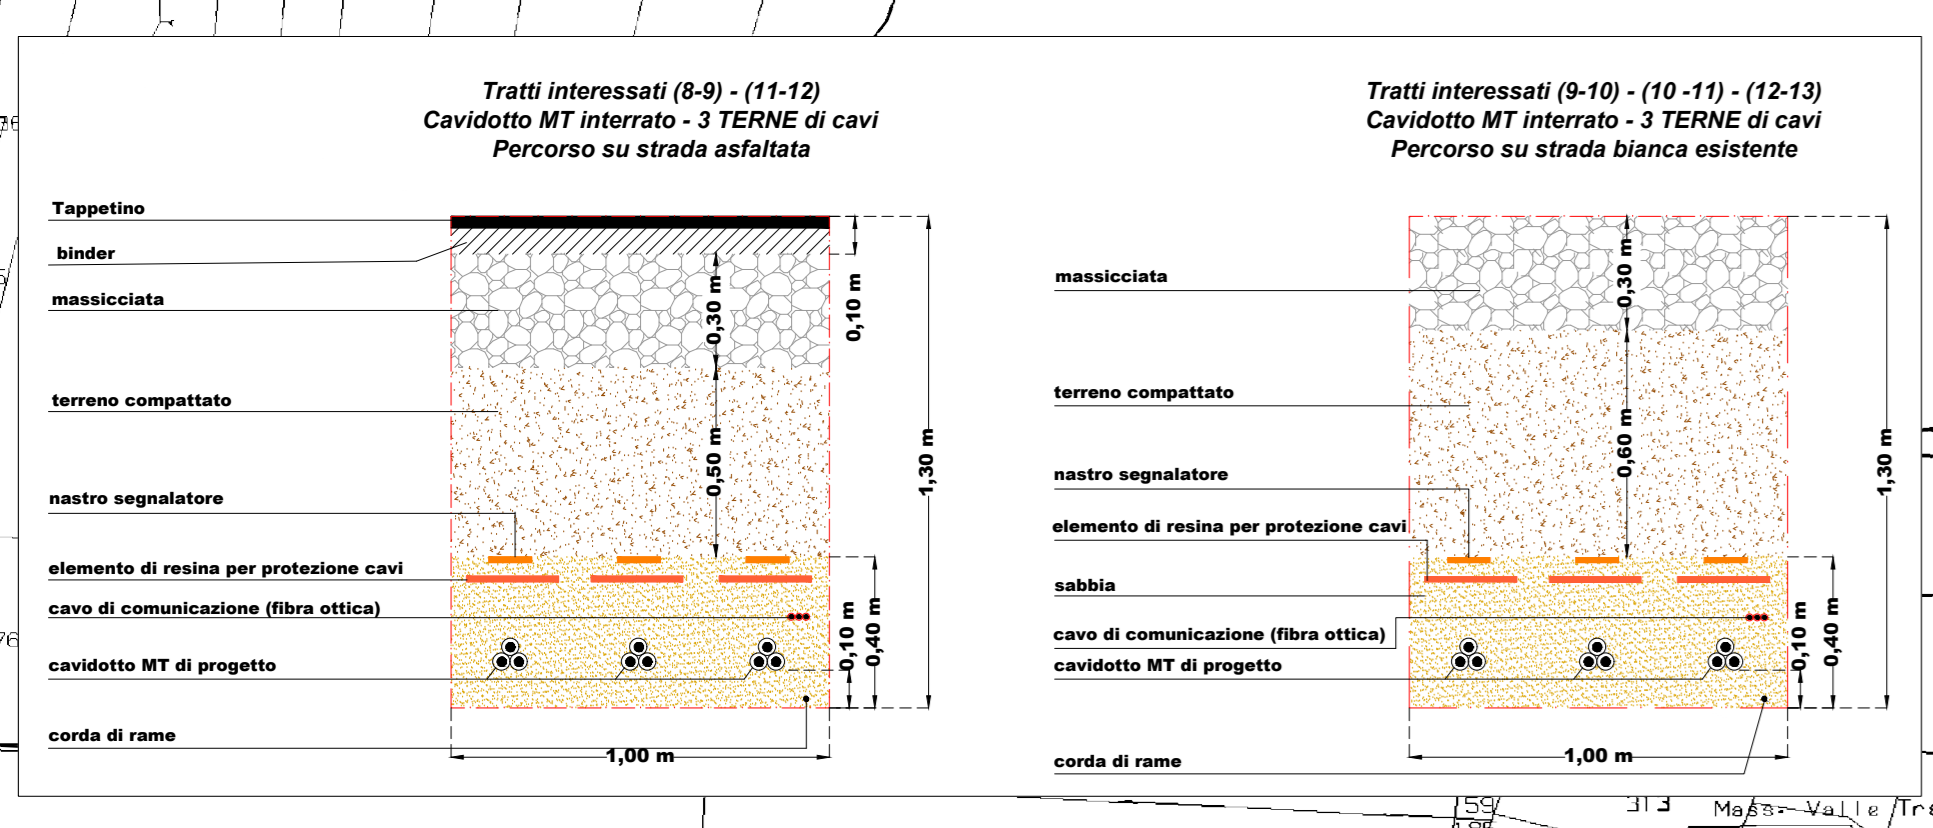 Tratti interessati (8-9) - (11-12)
Cavidotto MT interrato - 3 TERNE di cavi
Percorso su strada asfaltata
Tappetino
binder
massicciata
terreno compattato
nastro segnalatore
elemento di resina per protezione cavi
cavo di comunicazione (fibra ottica)
cavidotto MT di progetto
corda di rame
0,30 m
0,10 m
0,50 m
1,30 m
0,10 m
0,40 m
1,00 m
Tratti interessati (9-10) - (10 -11) - (12-13)
Cavidotto MT interrato - 3 TERNE di cavi
Percorso su strada bianca esistente
massicciata
terreno compattato
nastro segnalatore
elemento di resina per protezione cavi
sabbia
cavo di comunicazione (fibra ottica)
cavidotto MT di progetto
corda di rame
0,30 m
0,60 m
1,30 m
0,10 m
0,40 m
1,00 m
159
313
Mass. Valle